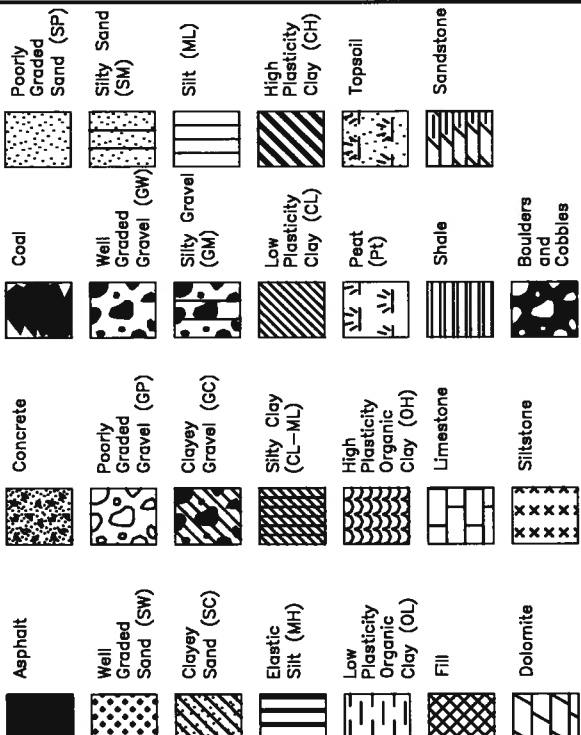 Asphalt
Concrete
Coal
Poorly
Graded
Sand (SP)
Well
Graded
Sand (SW)
Poorly
Graded
Gravel (GP)
Well
Graded
Gravel (GW)
Silty Sand
(SM)
Clayey
Sand (SC)
Clayey
Gravel (GC)
Silty Gravel
(GM)
Silt (ML)
Elastic
Silt (MH)
Silty Clay
(CL-ML)
Low
Plasticity
Clay (CL)
High
Plasticity
Clay (CH)
Low
Plasticity
Organic
Clay (OL)
High
Plasticity
Organic
Clay (OH)
Peat
(Pt)
Topsoil
Fill
Limestone
Shale
Sandstone
Dolomite
Siltstone
Boulders
and
Cobbles